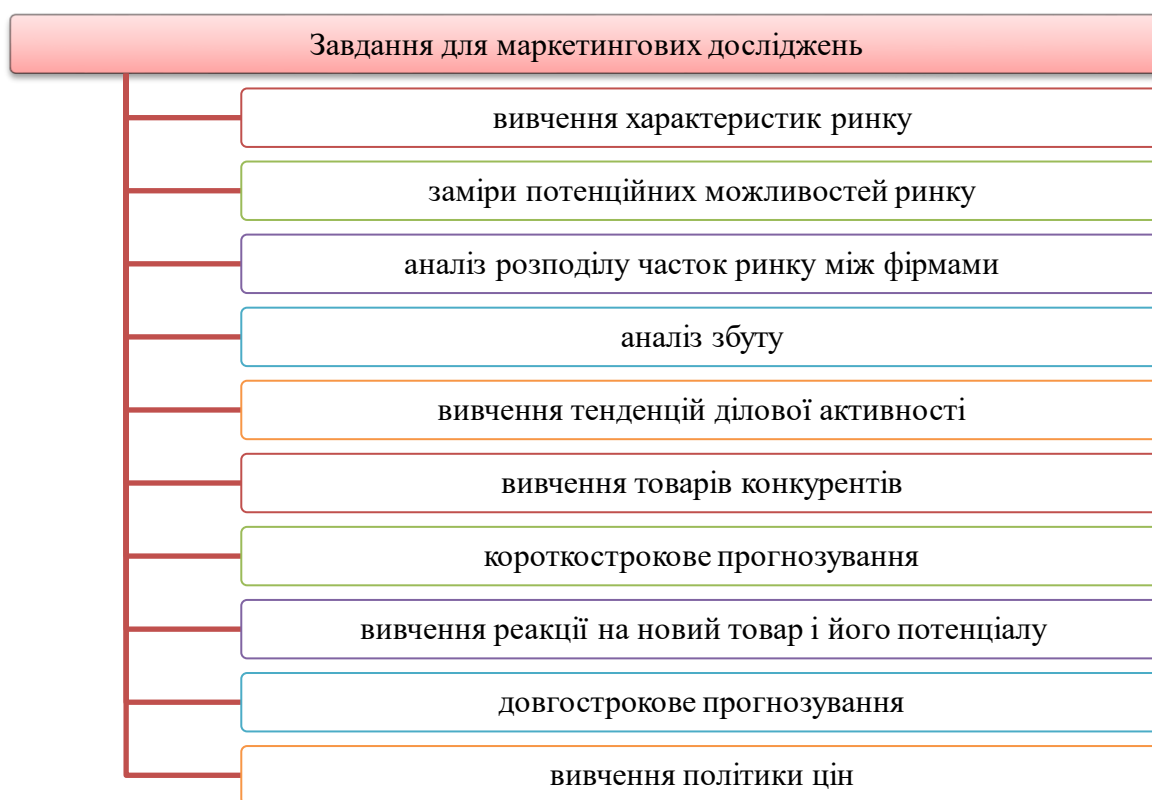 Завдання для маркетингових досліджень
вивчення характеристик ринку
заміри потенційних можливостей ринку
аналіз розподілу часток ринку між фірмами
аналіз збуту
вивчення тенденцій ділової активності
вивчення товарів конкурентів
короткострокове прогнозування
вивчення реакції на новий товар і його потенціалу
довгострокове прогнозування
вивчення політики цін